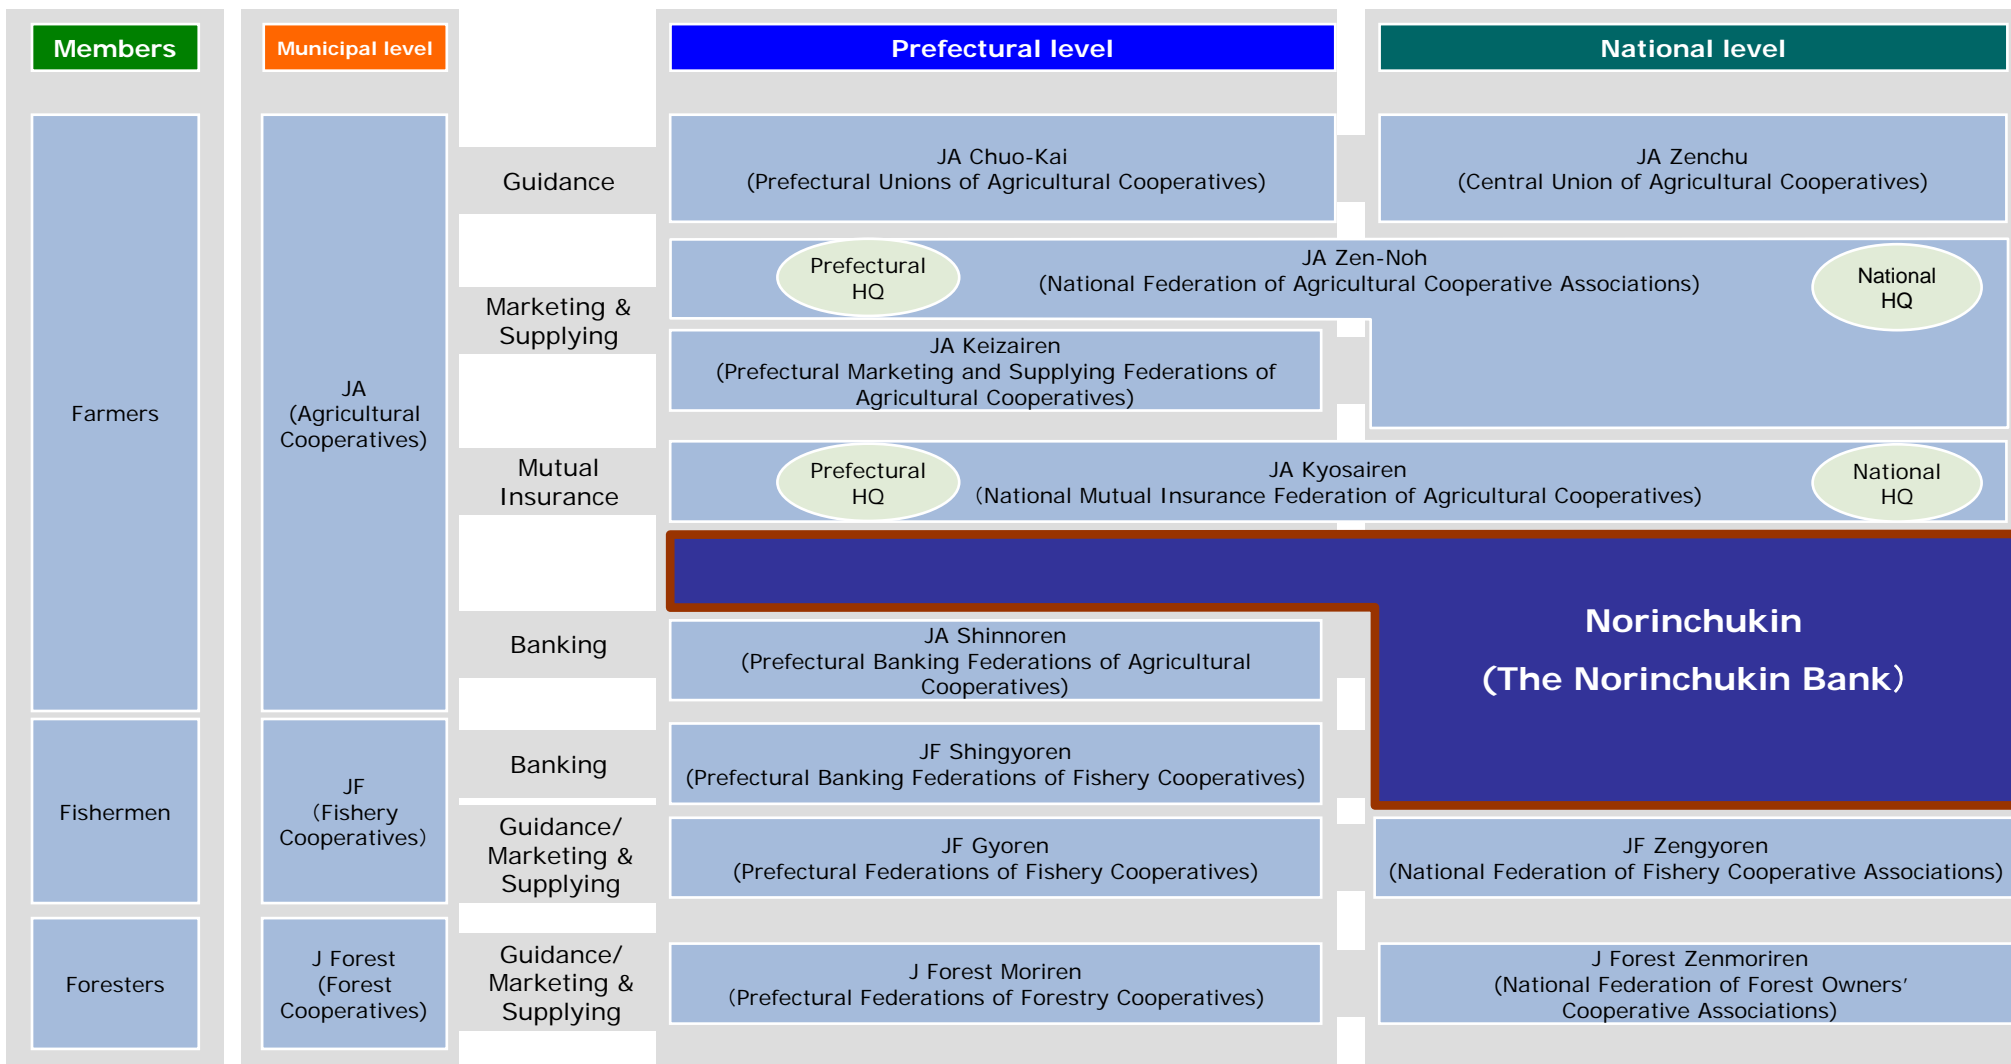 Members
Municipal level
Prefectural level
National level
Farmers
JA
(Agricultural
Cooperatives)
Guidance
JA Chuo-Kai
(Prefectural Unions of Agricultural Cooperatives)
JA Zenchu
(Central Union of Agricultural Cooperatives)
Marketing &
Supplying
Prefectural
HQ
JA Zen-Noh
(National Federation of Agricultural Cooperative Associations)
National
HQ
JA Keizairen
(Prefectural Marketing and Supplying Federations of
Agricultural Cooperatives)
Mutual
Insurance
Prefectural
HQ
JA Kyosairen
(National Mutual Insurance Federation of Agricultural Cooperatives)
National
HQ
Norinchukin
(The Norinchukin Bank)
Banking
JA Shinnoren
(Prefectural Banking Federations of Agricultural
Cooperatives)
Fishermen
JF
(Fishery
Cooperatives)
Banking
JF Shingyoren
(Prefectural Banking Federations of Fishery Cooperatives)
Guidance/
Marketing &
Supplying
JF Gyoren
(Prefectural Federations of Fishery Cooperatives)
JF Zengyoren
(National Federation of Fishery Cooperative Associations)
Foresters
J Forest
(Forest
Cooperatives)
Guidance/
Marketing &
Supplying
J Forest Moriren
(Prefectural Federations of Forestry Cooperatives)
J Forest Zenmoriren
(National Federation of Forest Owners’
Cooperative Associations)